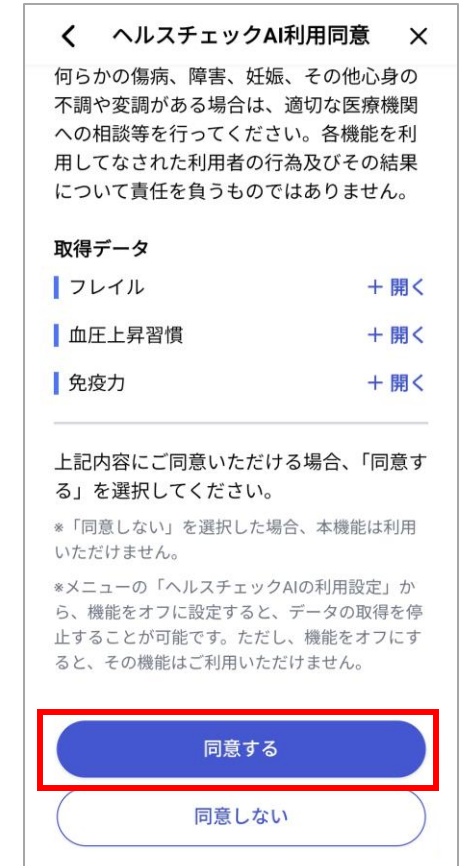 ヘルスチェックAI利用同意
何らかの傷病、障害、妊娠、その他心身の
不調や変調がある場合は、適切な医療機関
への相談等を行ってください。各機能を利
用してなされた利用者の行為及びその結果
について責任を負うものではありません。
取得データ
フレイル ＋ 開く
血圧上昇習慣 ＋ 開く
免疫力 ＋ 開く
上記内容にご同意いただける場合、「同意す
る」を選択してください。
※「同意しない」を選択した場合、本機能は利用
いただけません。
※メニューの「ヘルスチェックAIの利用設定」か
ら、機能をオフに設定すると、データの取得を停
止することが可能です。ただし、機能をオフにす
ると、その機能はご利用いただけません。
同意する
同意しない